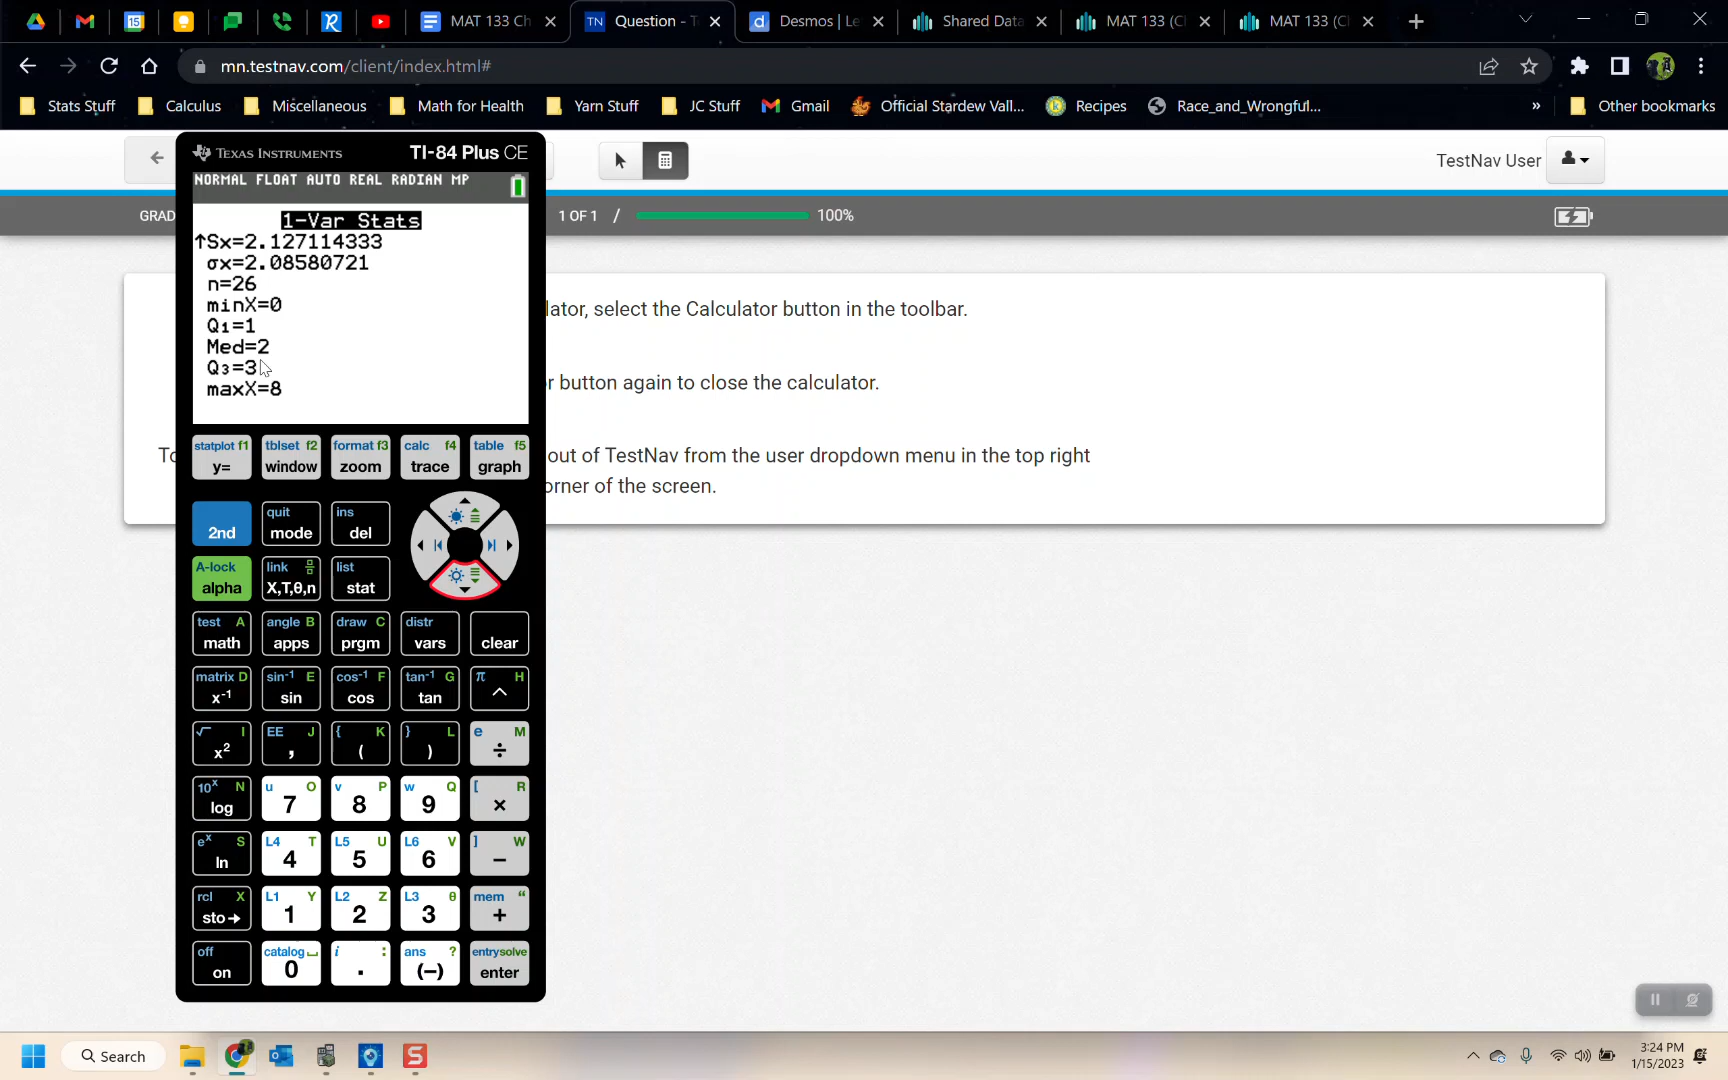 MAT 133 Ch
Question - Te
Desmos | Le
Shared Data
MAT 133 (C
MAT 133 (C
mn.testnav.com/client/index.html#
Stats Stuff
Calculus
Miscellaneous
Math for Health
Yarn Stuff
JC Stuff
Gmail
Official Stardew Vall...
Recipes
Race_and_Wrongful...
»
Other bookmarks
TestNav User
GRAD
1 OF 1 /
100%
TEXAS INSTRUMENTS
TI-84 Plus CE
NORMAL FLOAT AUTO REAL RADIAN MP
1-Var Stats
↑Sx=2.127114333
σx=2.08580721
n=26
minX=0
Q₁=1
Med=2
Q₃=3
maxX=8
lator, select the Calculator button in the toolbar.
or button again to close the calculator.
To
out of TestNav from the user dropdown menu in the top right
orner of the screen.
statplot f1 tblset f2 format f3 calc f4 table f5
y= window zoom trace graph
quit ins
2nd mode del
A-lock link list
alpha X,T,θ,n stat
test A angle B draw C distr
math apps prgm vars clear
matrix D sin⁻¹ E cos⁻¹ F tan⁻¹ G π H
x⁻¹ sin cos tan ^
√ I EE J { K } L e M
x² , ( ) ÷
10ˣ N u O v P w Q [ R
log 7 8 9 ×
eˣ S L4 T L5 U L6 V ] W
ln 4 5 6 −
rcl X L1 Y L2 Z L3 θ mem “
sto→ 1 2 3 +
off catalog ⎵ i : ans ? entry solve
on 0 . (−) enter
Search
3:24 PM
1/15/2023